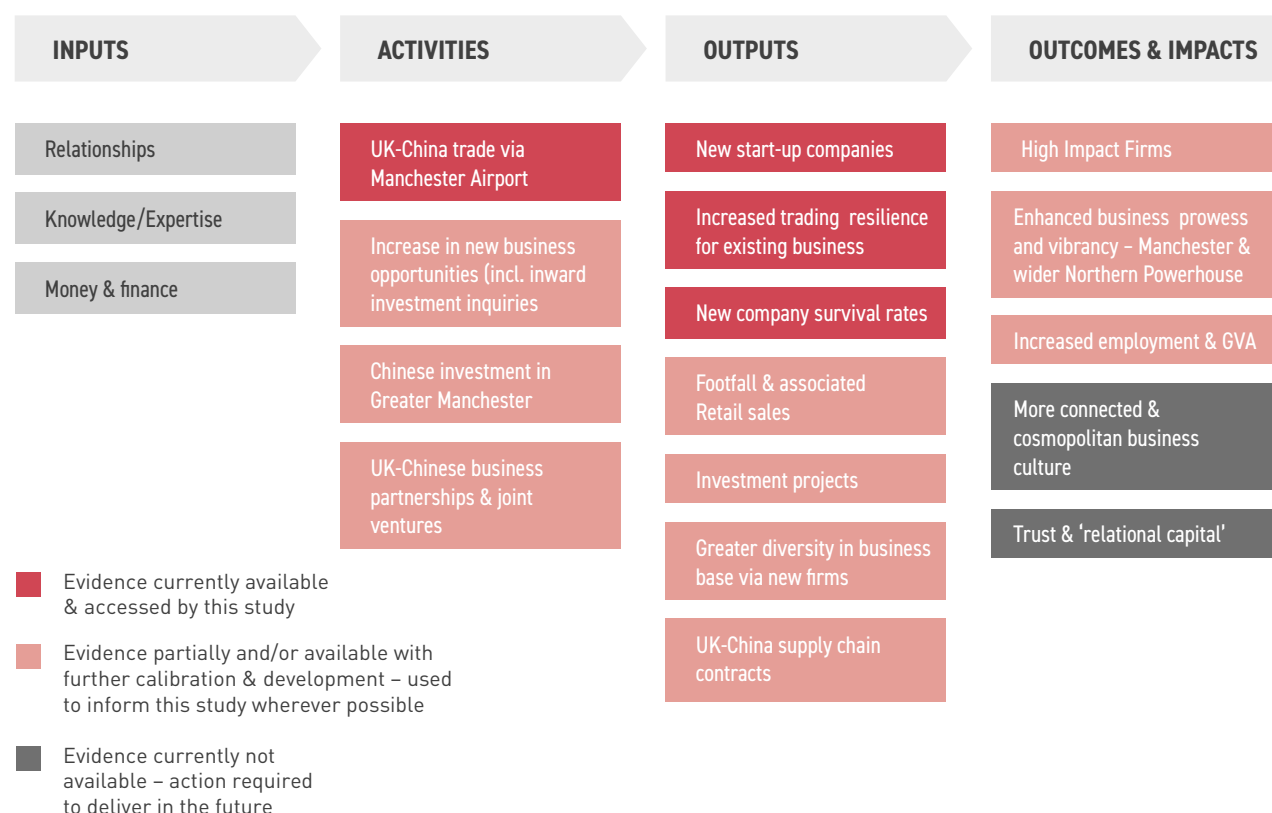 INPUTS
ACTIVITIES
OUTPUTS
OUTCOMES & IMPACTS
Relationships
Knowledge/Expertise
Money & finance
UK-China trade via
Manchester Airport
Increase in new business
opportunities (incl. inward
investment inquiries
Chinese investment in
Greater Manchester
UK-Chinese business
partnerships & joint
ventures
New start-up companies
Increased trading resilience
for existing business
New company survival rates
Footfall & associated
Retail sales
Investment projects
Greater diversity in business
base via new firms
UK-China supply chain
contracts
High Impact Firms
Enhanced business prowess
and vibrancy – Manchester &
wider Northern Powerhouse
Increased employment & GVA
More connected &
cosmopolitan business
culture
Trust & ‘relational capital’
Evidence currently available
& accessed by this study
Evidence partially and/or available with
further calibration & development – used
to inform this study wherever possible
Evidence currently not
available – action required
to deliver in the future